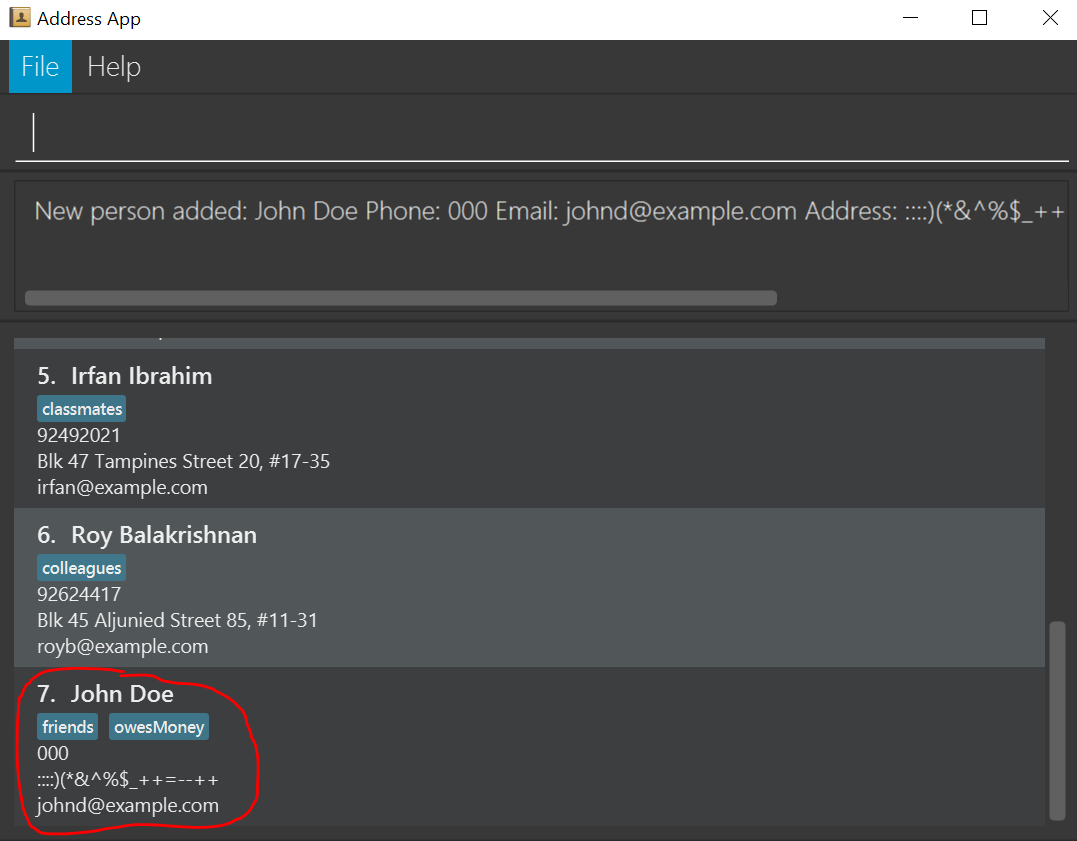 Address App
File Help
New person added: John Doe Phone: 000 Email: johnd@example.com Address: ::::)(*&^%$_++
5. Irfan Ibrahim
classmates
92492021
Blk 47 Tampines Street 20, #17-35
irfan@example.com
6. Roy Balakrishnan
colleagues
92624417
Blk 45 Aljunied Street 85, #11-31
royb@example.com
7. John Doe
friends owesMoney
000
::::)(*&^%$_++=--++
johnd@example.com